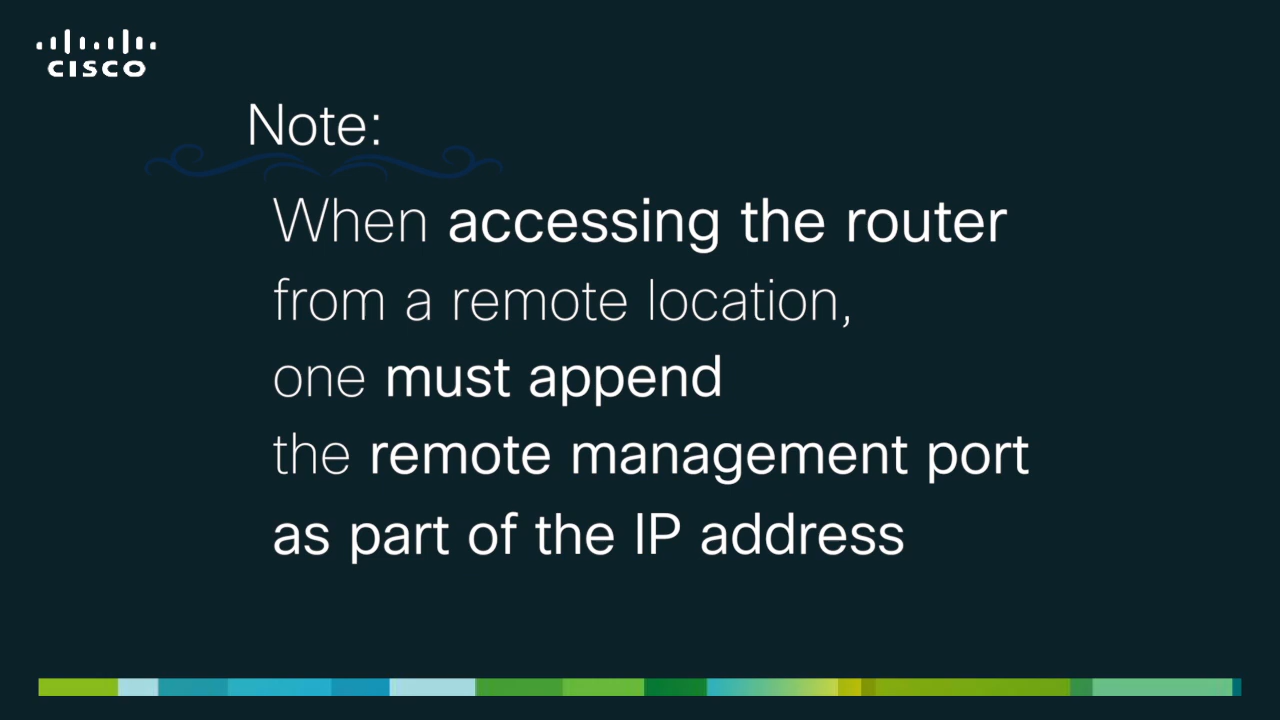 CISCO
Note:
When accessing the router
from a remote location,
one must append
the remote management port
as part of the IP address